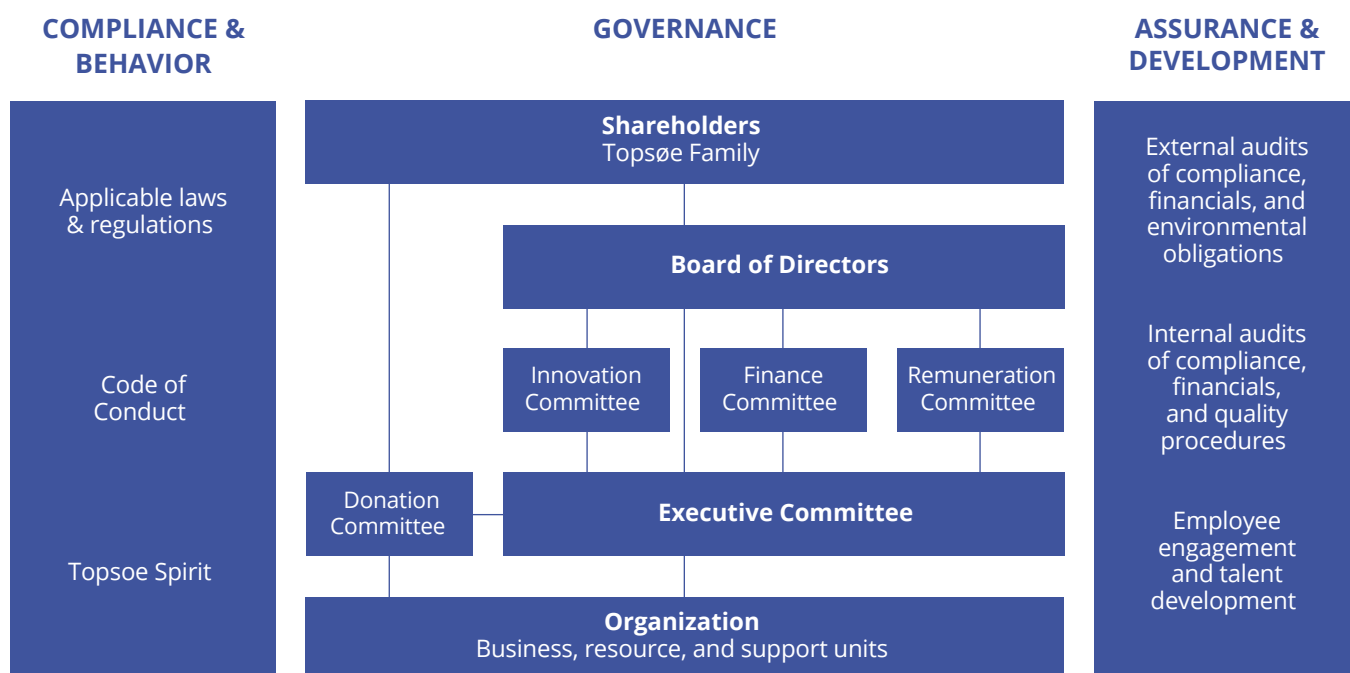 COMPLIANCE &
BEHAVIOR
Applicable laws
& regulations
Code of
Conduct
Topsoe Spirit
GOVERNANCE
Shareholders
Topsøe Family
Board of Directors
Innovation
Committee
Finance
Committee
Remuneration
Committee
Donation
Committee
Executive Committee
Organization
Business, resource, and support units
ASSURANCE &
DEVELOPMENT
External audits
of compliance,
financials, and
environmental
obligations
Internal audits
of compliance,
financials,
and quality
procedures
Employee
engagement
and talent
development